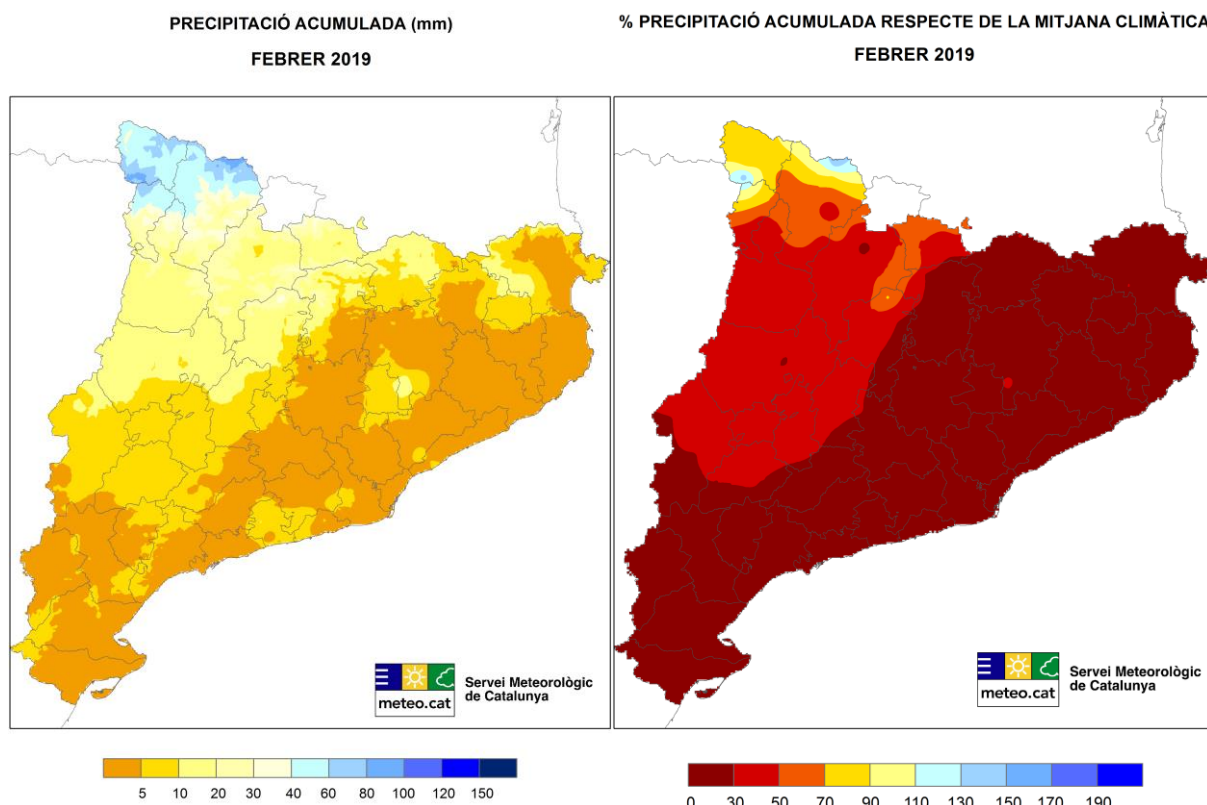 PRECIPITACIÓ ACUMULADA (mm)
FEBRER 2019
Servei Meteorològic
de Catalunya
meteo.cat
5 10 20 30 40 60 80 100 120 150
% PRECIPITACIÓ ACUMULADA RESPECTE DE LA MITJANA CLIMÀTICA
FEBRER 2019
Servei Meteorològic
de Catalunya
meteo.cat
0 30 50 70 90 110 130 150 170 190